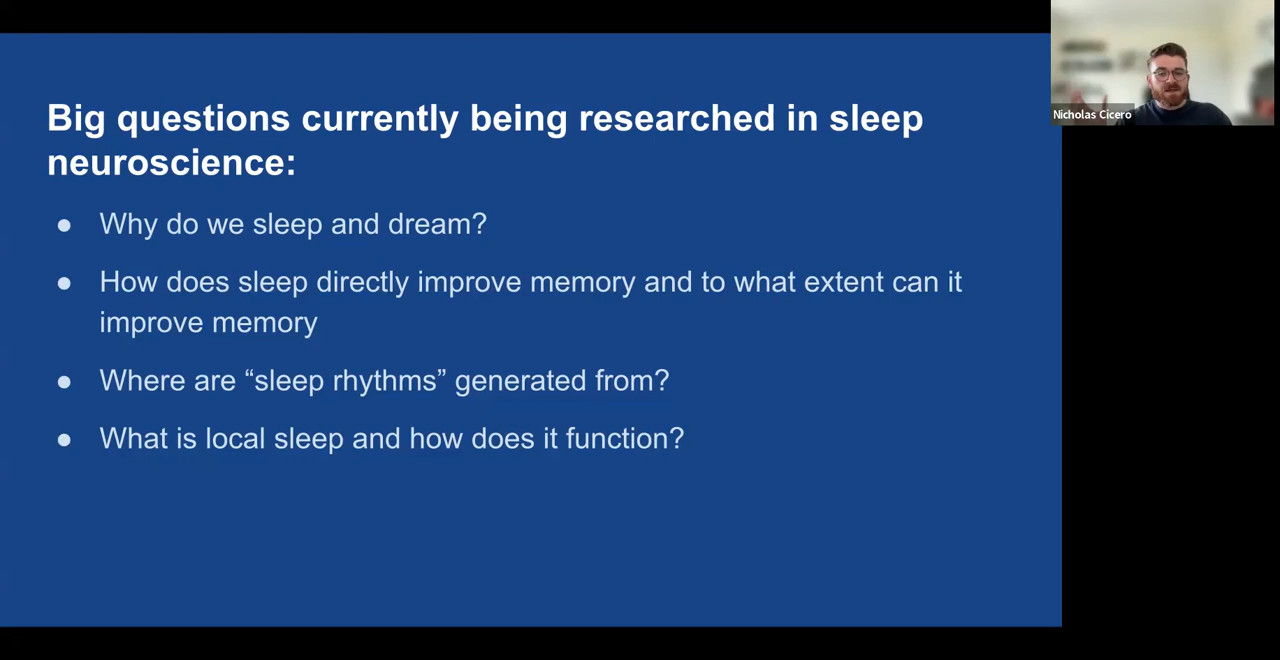 Big questions currently being researched in sleep
neuroscience:
● Why do we sleep and dream?
● How does sleep directly improve memory and to what extent can it
improve memory
● Where are “sleep rhythms” generated from?
● What is local sleep and how does it function?
Nicholas Cicero